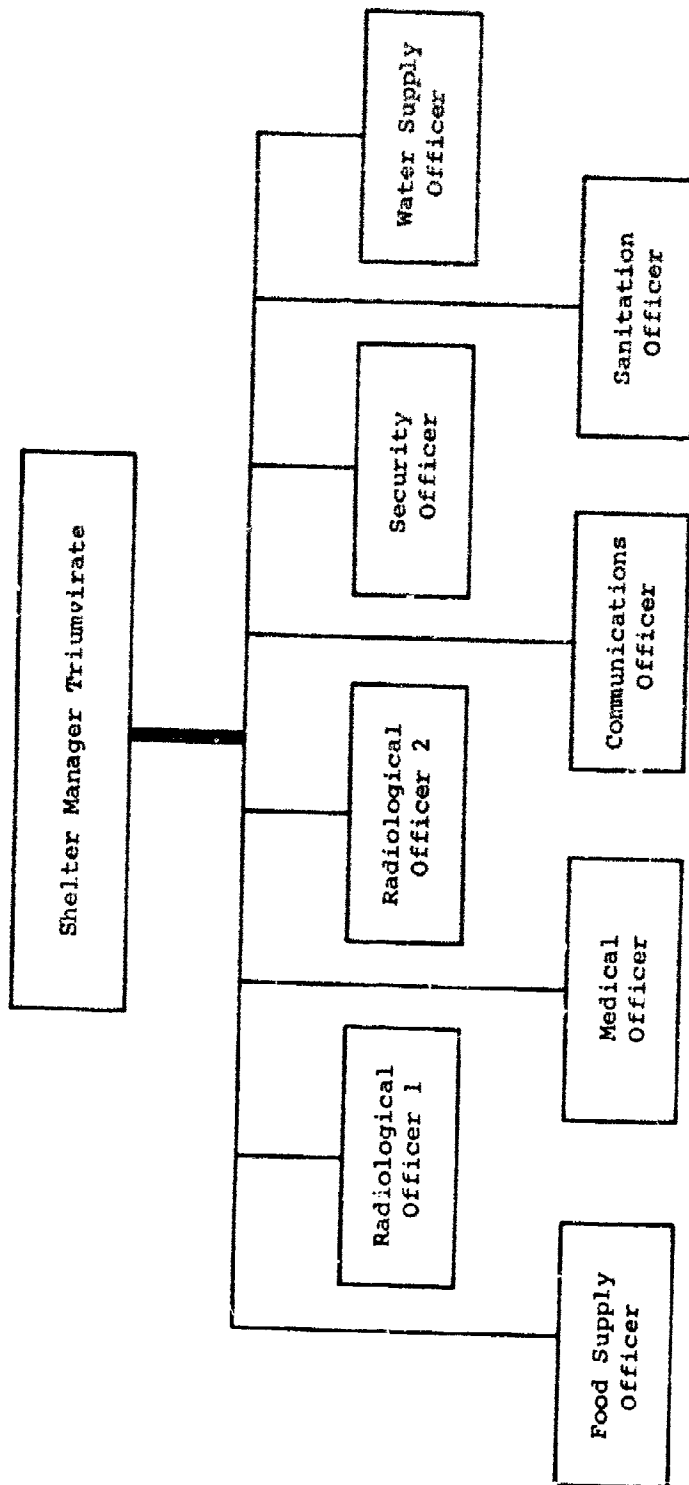 Shelter Manager Triumvirate
Radiological
Officer 1
Radiological
Officer 2
Security
Officer
Water Supply
Officer
Food Supply
Officer
Medical
Officer
Communications
Officer
Sanitation
Officer